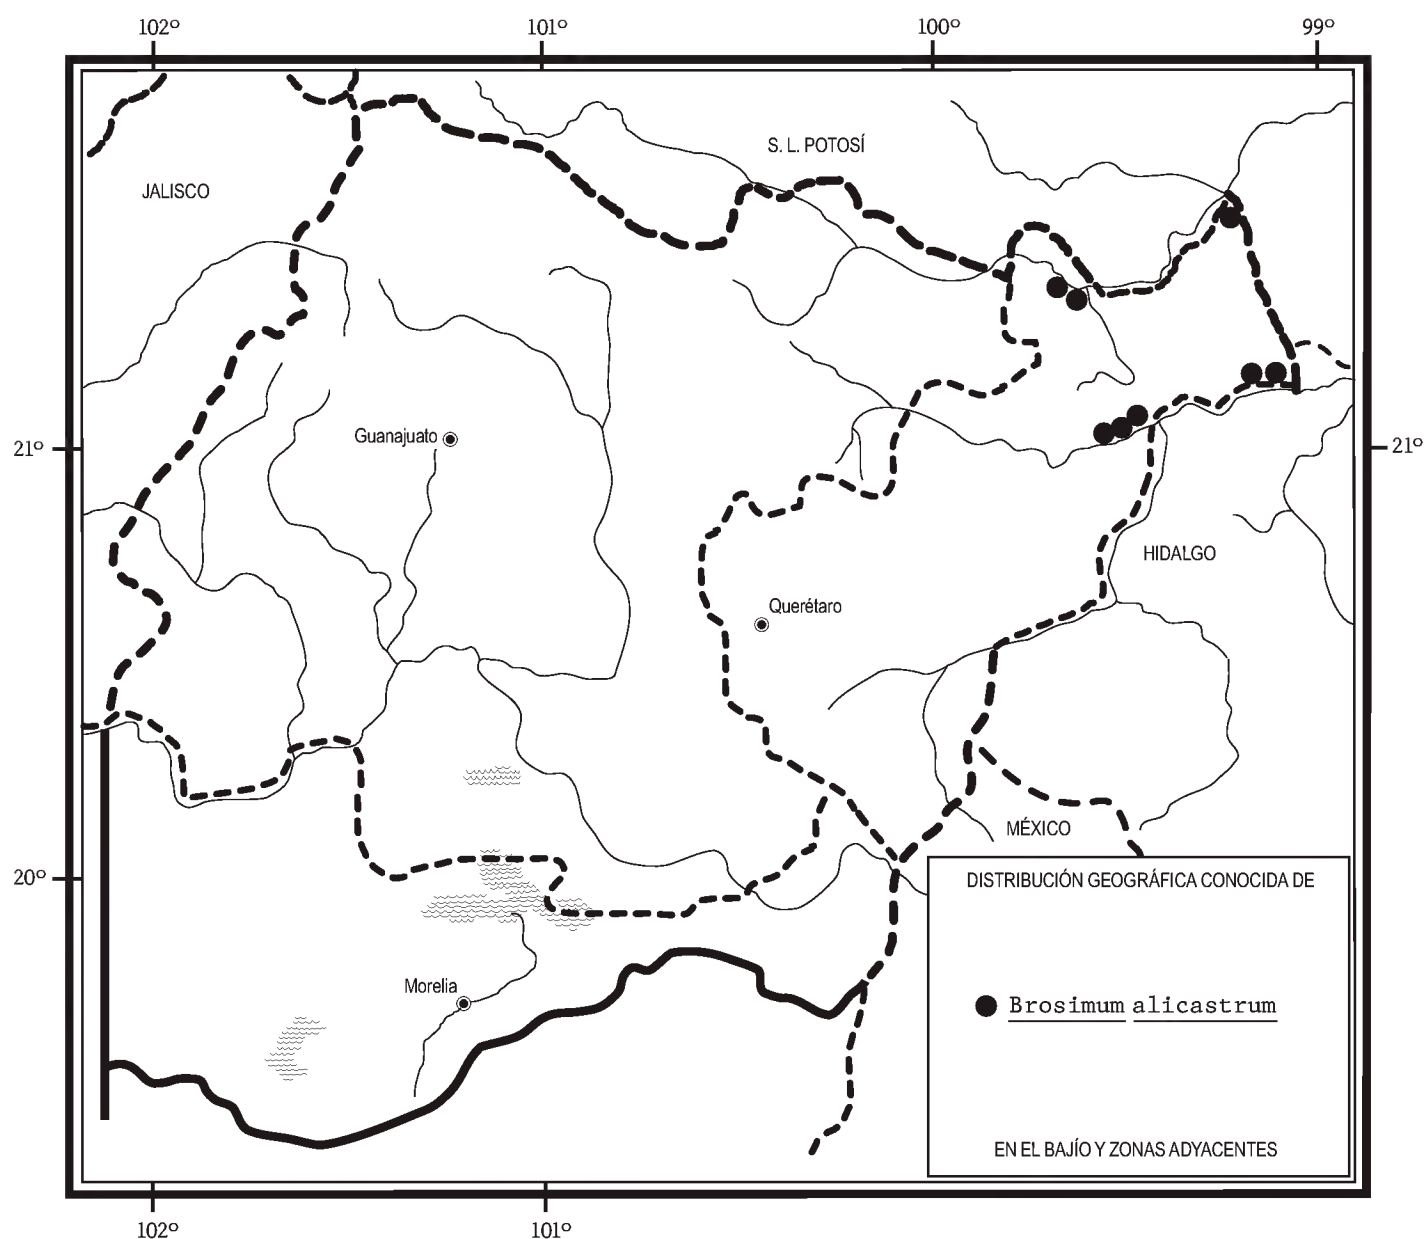 102° 101° 100° 99°
S. L. POTOSÍ
JALISCO
Guanajuato
21° 21°
HIDALGO
Querétaro
MÉXICO
20°
DISTRIBUCIÓN GEOGRÁFICA CONOCIDA DE
Morelia
Brosimum alicastrum
EN EL BAJÍO Y ZONAS ADYACENTES
102° 101°